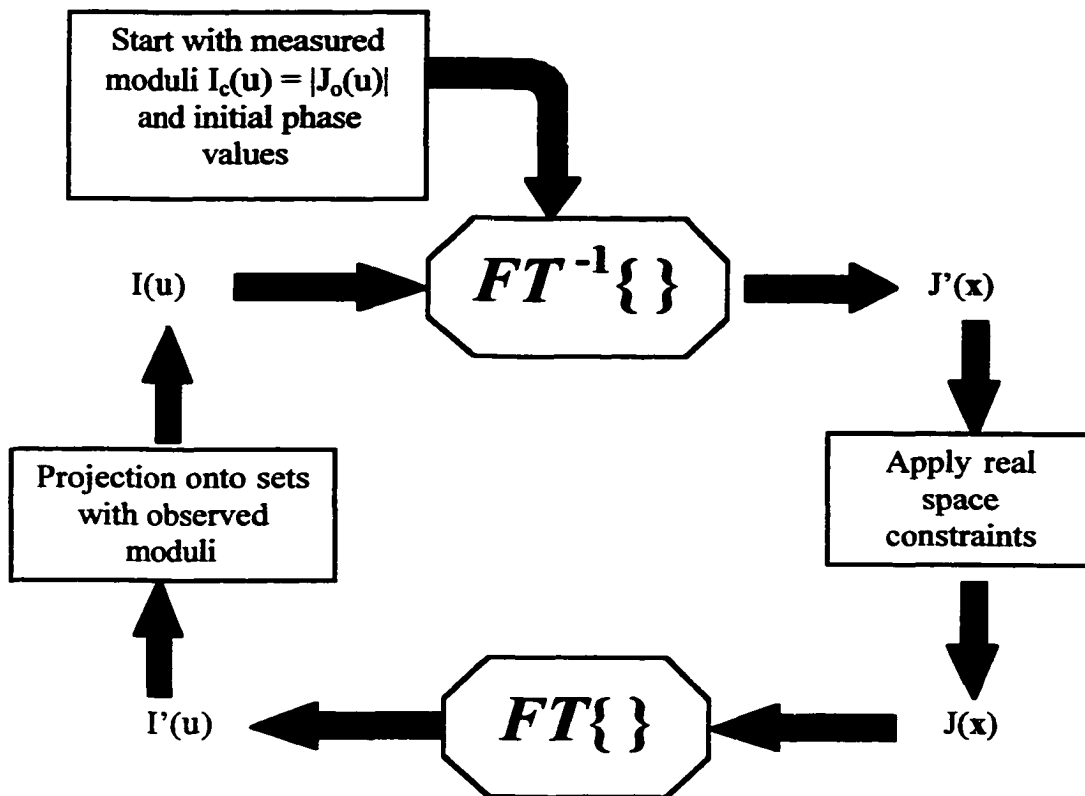 Start with measured
moduli I_c(u) = |J_o(u)|
and initial phase
values
I(u)
FT⁻¹{ }
J'(x)
Projection onto sets
with observed
moduli
Apply real
space
constraints
I'(u)
FT{ }
J(x)